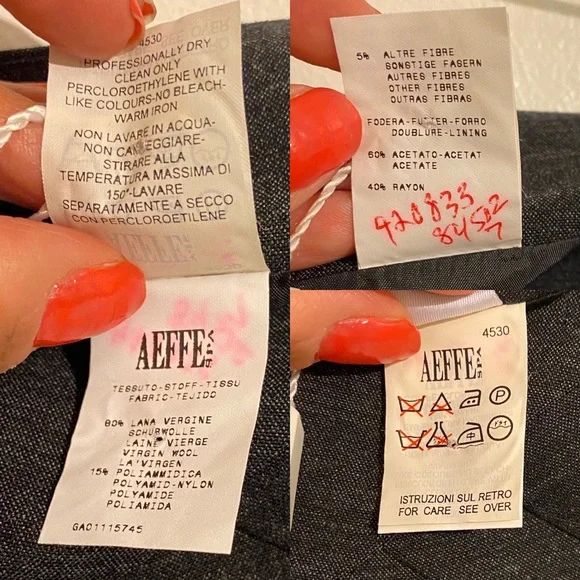 4530
PROFESSIONALLY DRY
CLEAN ONLY
PERCLOROETHYLENE WITH
LIKE COLOURS-NO BLEACH-
WARM IRON
NON LAVARE IN ACQUA-
NON CANDEGGIARE-
STIRARE ALLA
TEMPERATURA MASSIMA DI
150°-LAVARE
SEPARATAMENTE A SECCO
CON PERCLOROETILENE
AEFFE SPA
TESSUTO-STOFF-TISSU
FABRIC-TEJIDO
80% LANA VERGINE
SCHURWOLLE
LAINE VIERGE
VIRGIN WOOL
LA'VIRGEN
15% POLIAMMIDICA
POLYAMID-NYLON
POLYAMIDE
POLIAMIDA
GA01115745
5% ALTRE FIBRE
SONSTIGE FASERN
AUTRES FIBRES
OTHER FIBRES
OUTRAS FIBRAS
FODERA-FUTTER-FORRO
DOUBLURE-LINING
60% ACETATO-ACETAT
ACETATE
40% RAYON
420833
84502
4530
AEFFE SPA
P
ISTRUZIONI SUL RETRO
FOR CARE SEE OVER